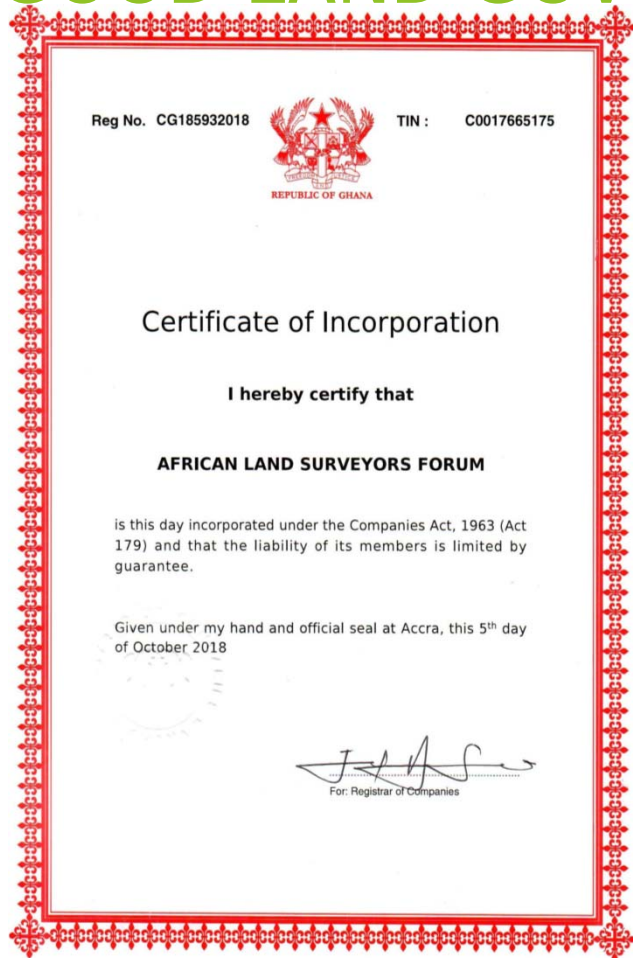 GOOD LAND GOV
Reg No. CG185932018
TIN : C0017665175
REPUBLIC OF GHANA
Certificate of Incorporation
I hereby certify that
AFRICAN LAND SURVEYORS FORUM
is this day incorporated under the Companies Act, 1963 (Act
179) and that the liability of its members is limited by
guarantee.
Given under my hand and official seal at Accra, this 5th day
of October 2018
For: Registrar of Companies